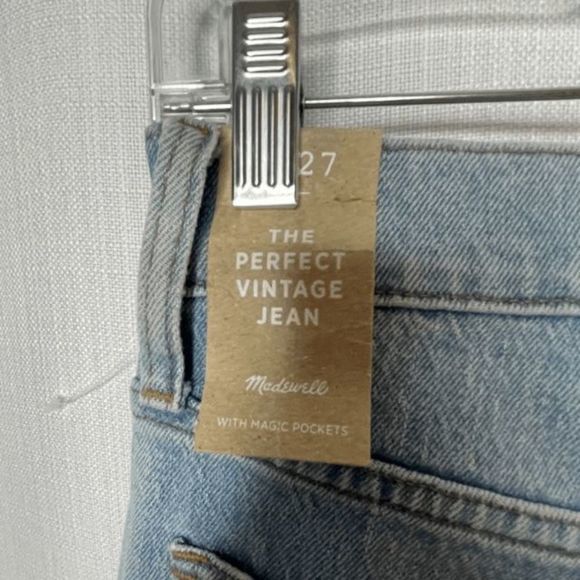 27
THE
PERFECT
VINTAGE
JEAN
Madewell
WITH MAGIC POCKETS